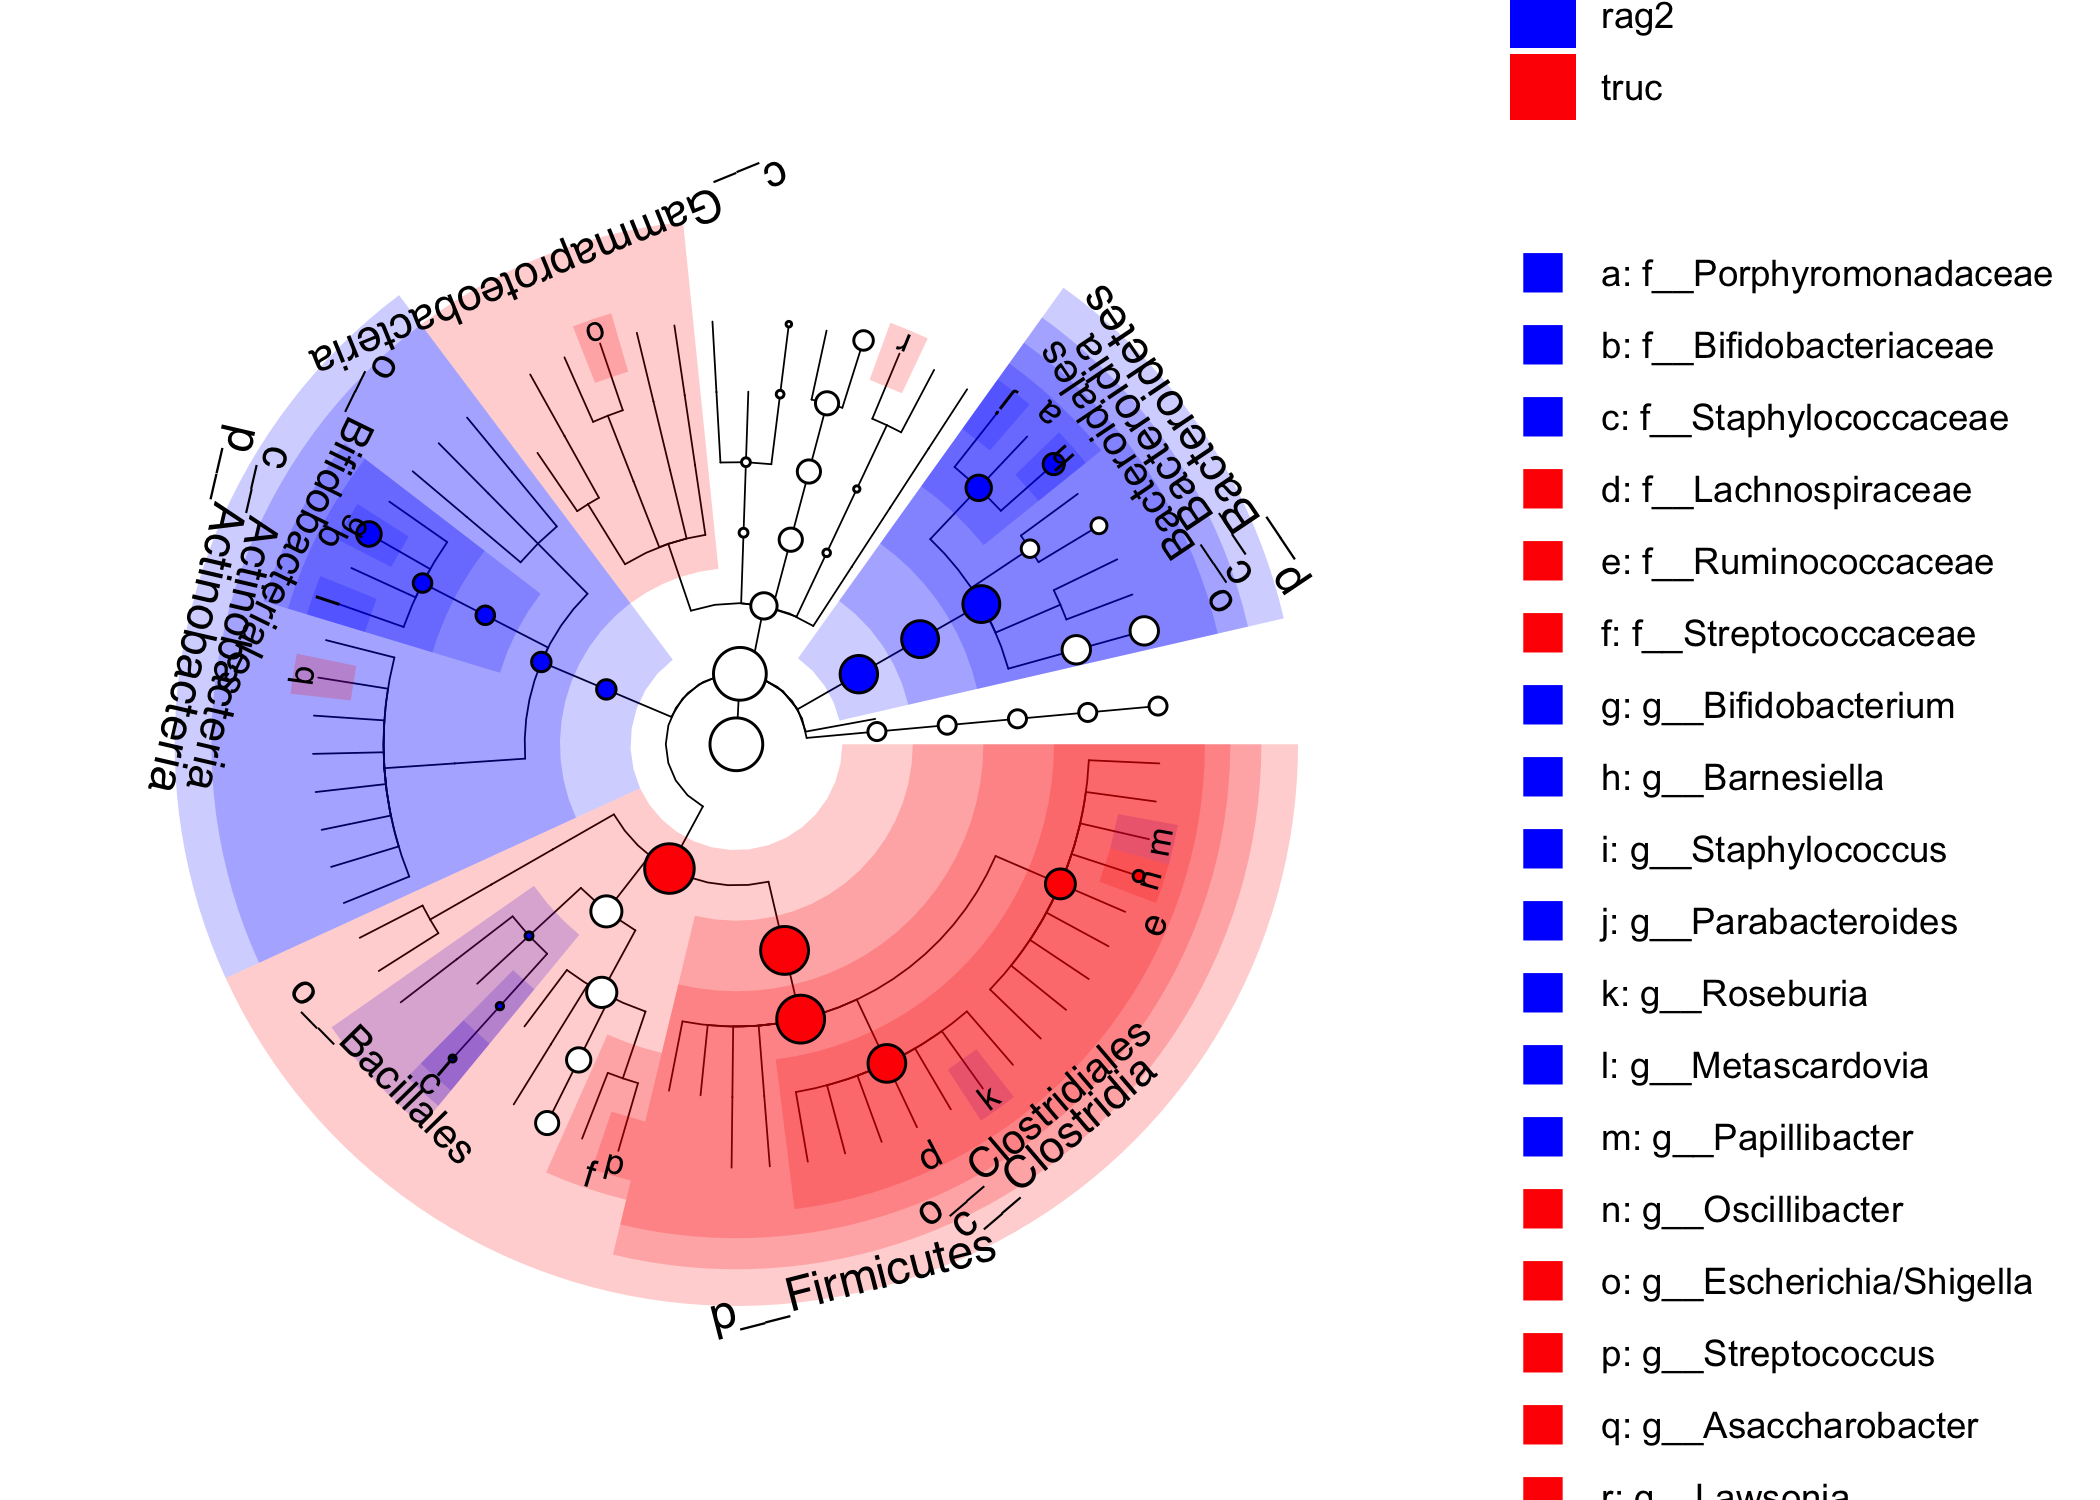 rag2
truc
a: f__Porphyromonadaceae
b: f__Bifidobacteriaceae
c: f__Staphylococcaceae
d: f__Lachnospiraceae
e: f__Ruminococcaceae
f: f__Streptococcaceae
g: g__Bifidobacterium
h: g__Barnesiella
i: g__Staphylococcus
j: g__Parabacteroides
k: g__Roseburia
l: g__Metascardovia
m: g__Papillibacter
n: g__Oscillibacter
o: g__Escherichia/Shigella
p: g__Streptococcus
q: g__Asaccharobacter
r: g__Lawsonia
c__Gammaproteobacteria
p__Bacteroidetes
c__Bacteroidia
o__Bacteroidales
o__Bifidobacteriales
c__Actinobacteria
p__Actinobacteria
o__Bacillales
o__Clostridiales
c__Clostridia
p__Firmicutes
o
r
j
a
h
g
b
l
q
m
n
e
k
d
p
f
c
i